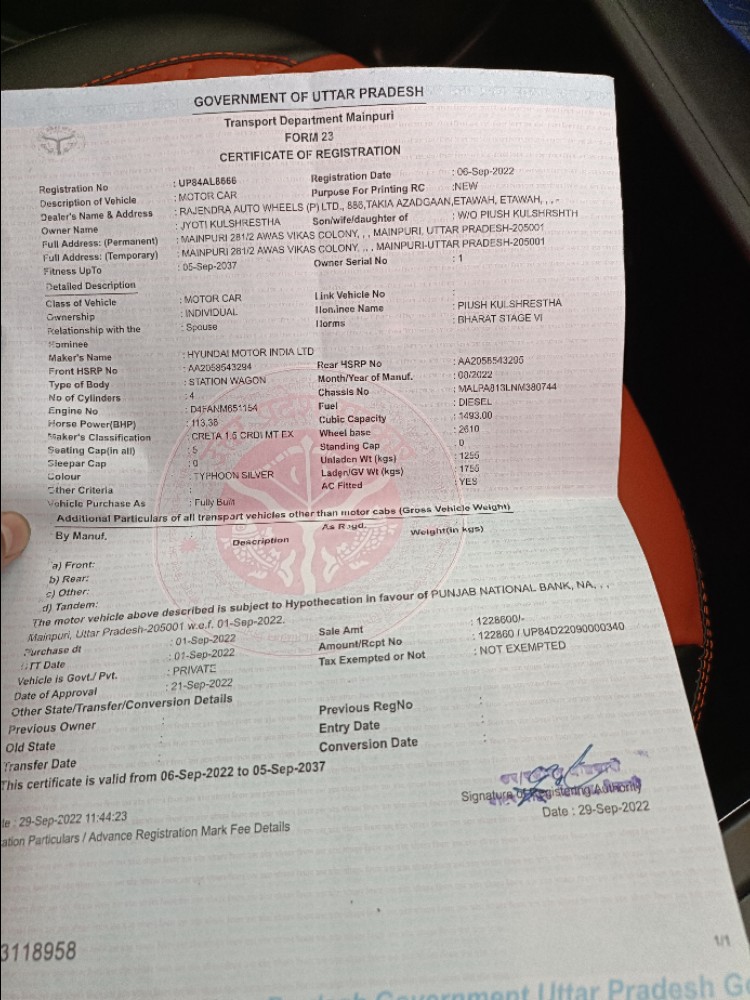 GOVERNMENT OF UTTAR PRADESH
Transport Department Mainpuri
FORM 23
CERTIFICATE OF REGISTRATION
Registration No : UP84AL8666 Registration Date : 06-Sep-2022
Description of Vehicle : MOTOR CAR Purpose For Printing RC : NEW
Dealer's Name & Address : RAJENDRA AUTO WHEELS (P) LTD., 888,TAKIA AZADGAAN,ETAWAH, ETAWAH, , , -
Owner Name : JYOTI KULSHRESTHA Son/wife/daughter of : W/O PIUSH KULSHRSHTH
Full Address: (Permanent) : MAINPURI 281/2 AWAS VIKAS COLONY, , , MAINPURI, UTTAR PRADESH-205001
Full Address: (Temporary) : MAINPURI 281/2 AWAS VIKAS COLONY, , , MAINPURI-UTTAR PRADESH-205001
Fitness UpTo : 05-Sep-2037 Owner Serial No : 1
Detailed Description
Class of Vehicle : MOTOR CAR Link Vehicle No :
Ownership : INDIVIDUAL Nominee Name : PIUSH KULSHRESTHA
Relationship with the : Spouse Norms : BHARAT STAGE VI
Nominee
Maker's Name : HYUNDAI MOTOR INDIA LTD
Front HSRP No : AA2058543294 Rear HSRP No : AA2058543295
Type of Body : STATION WAGON Month/Year of Manuf. : 08/2022
No of Cylinders : 4 Chassis No : MALPA813LNM380744
Engine No : D4FANM651154 Fuel : DIESEL
Horse Power(BHP) : 113.38 Cubic Capacity : 1493.00
Maker's Classification : CRETA 1.5 CRDi MT EX Wheel base : 2610
Seating Cap(in all) : 5 Standing Cap : 0
Sleeper Cap : 0 Unladen Wt (kgs) : 1255
Colour : TYPHOON SILVER Laden/GV Wt (kgs) : 1755
Other Criteria : AC Fitted : YES
Vehicle Purchase As : Fully Built
Additional Particulars of all transport vehicles other than motor cabs (Gross Vehicle Weight)
By Manuf. As Regd.
Description Weight(in kgs)
a) Front:
b) Rear:
c) Other:
d) Tandem:
The motor vehicle above described is subject to Hypothecation in favour of PUNJAB NATIONAL BANK, NA, , ,
Mainpuri, Uttar Pradesh-205001 w.e.f. 01-Sep-2022.
Purchase dt : 01-Sep-2022 Sale Amt : 1228600/-
OTT Date : 01-Sep-2022 Amount/Rcpt No : 122860 / UP84D22090000340
Vehicle is Govt./ Pvt. : PRIVATE Tax Exempted or Not : NOT EXEMPTED
Date of Approval : 21-Sep-2022
Other State/Transfer/Conversion Details
Previous Owner : Previous RegNo :
Old State : Entry Date :
Transfer Date : Conversion Date :
This certificate is valid from 06-Sep-2022 to 05-Sep-2037
Signature of Registering Authority
te : 29-Sep-2022 11:44:23 Date : 29-Sep-2022
ation Particulars / Advance Registration Mark Fee Details
3118958
1/1
Government Uttar Pradesh G